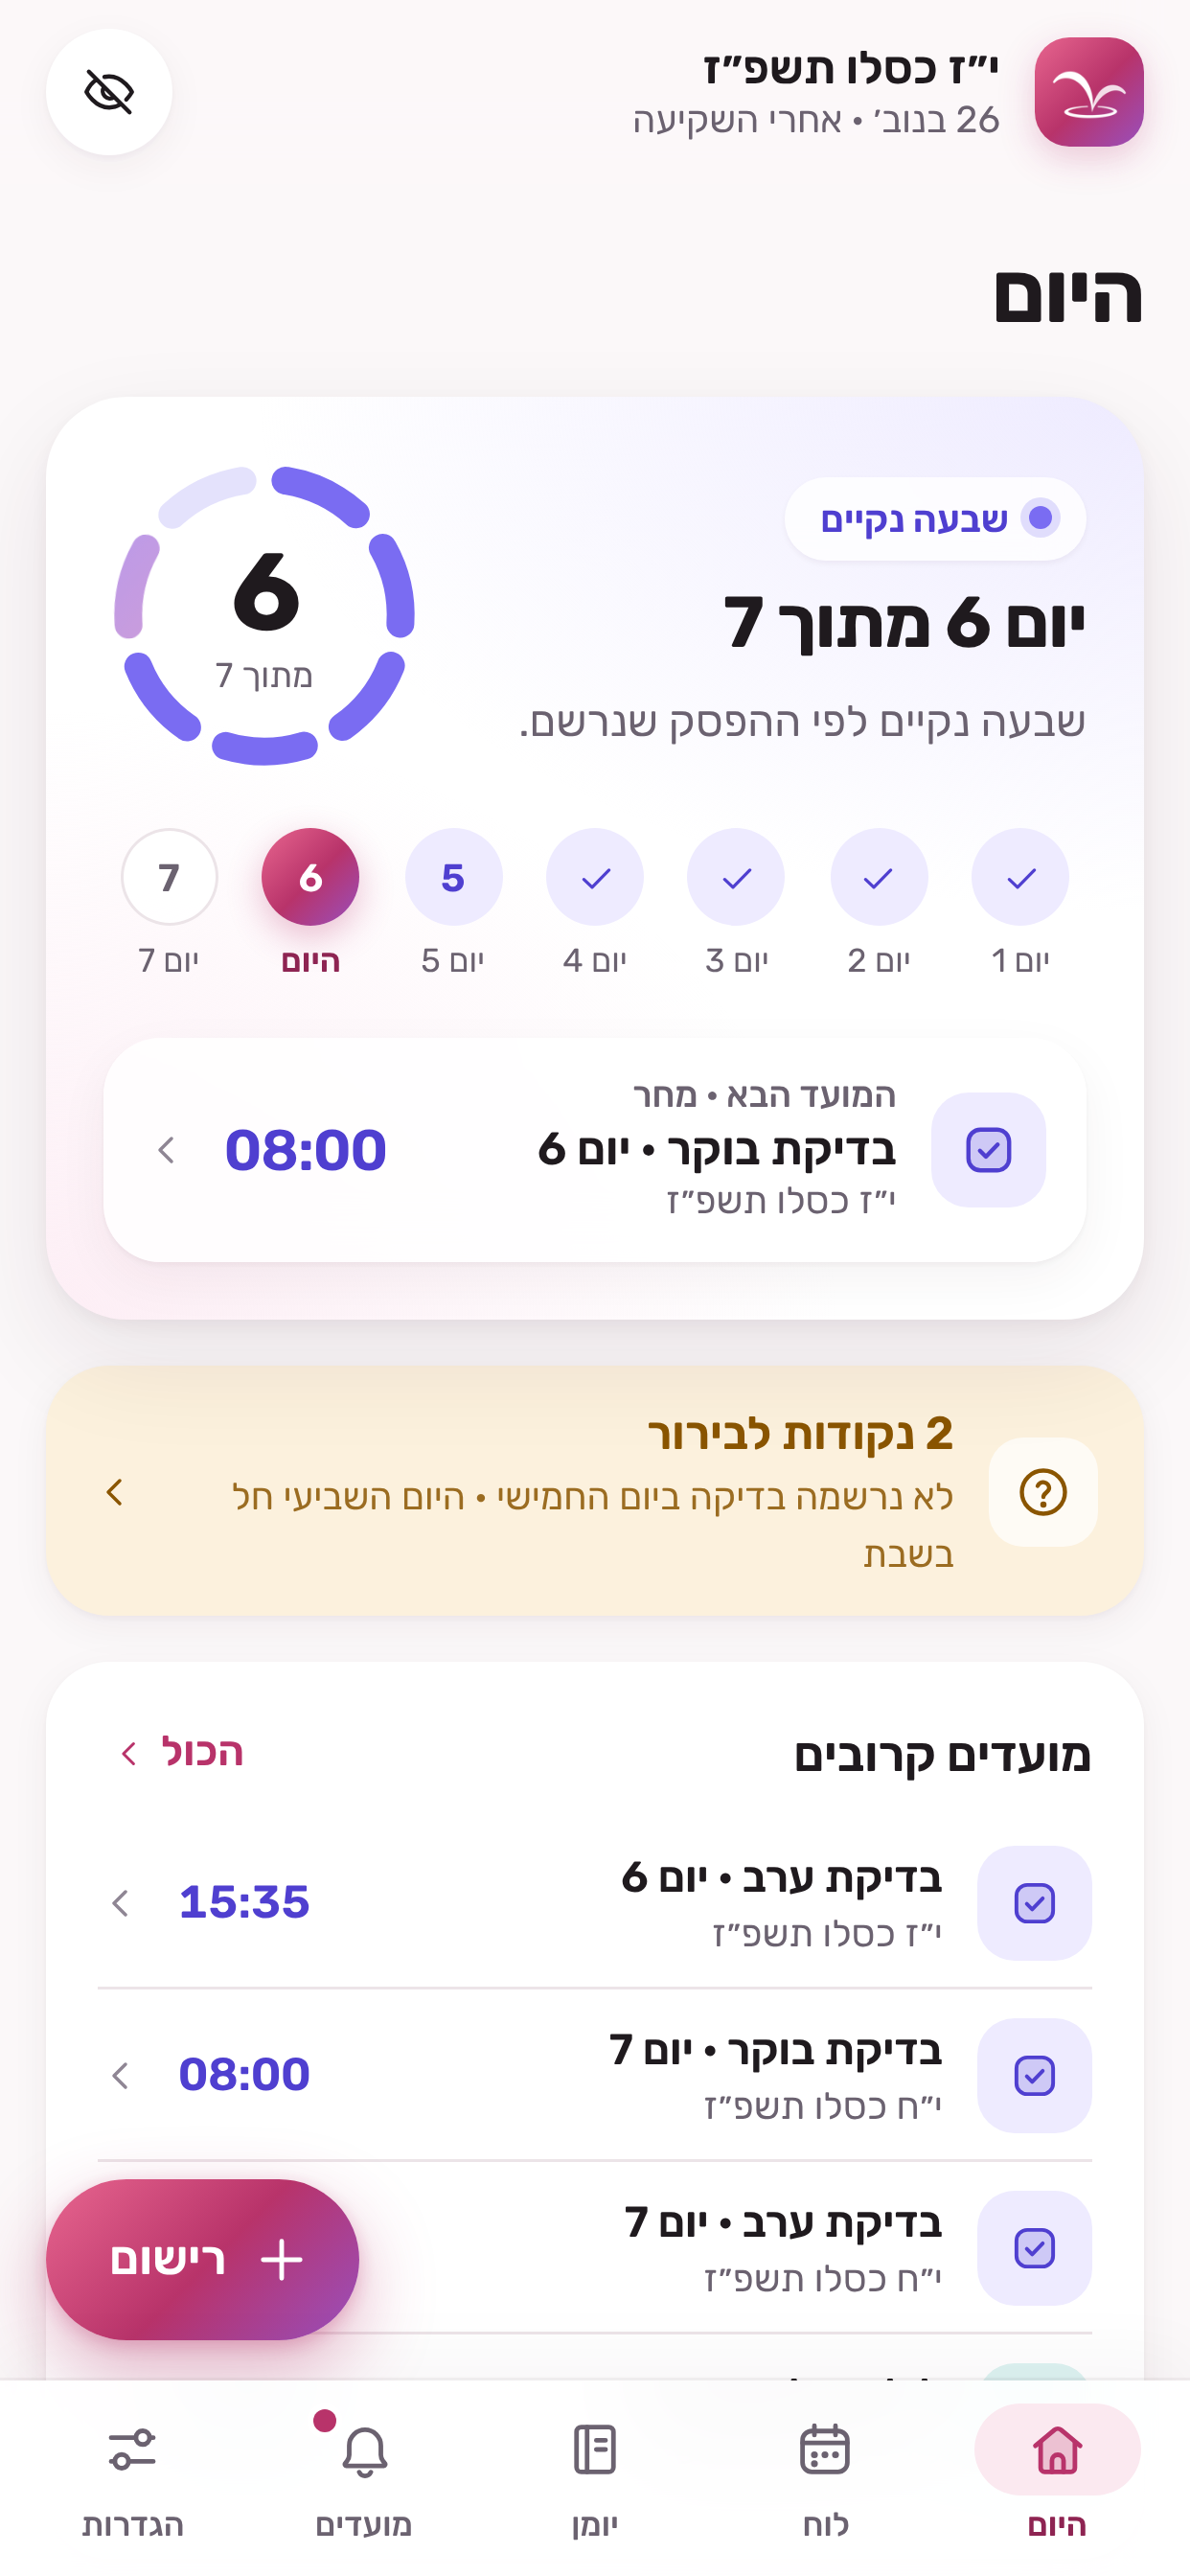 י״ז כסלו תשפ״ז
26 בנוב׳ • אחרי השקיעה
היום
שבעה נקיים
יום 6 מתוך 7
שבעה נקיים לפי ההפסק שנרשם.
6
מתוך 7
5
6
7
יום 1
יום 2
יום 3
יום 4
יום 5
היום
יום 7
המועד הבא • מחר
בדיקת בוקר • יום 6
י״ז כסלו תשפ״ז
08:00
2 נקודות לבירור
לא נרשמה בדיקה ביום החמישי • היום השביעי חל
בשבת
מועדים קרובים
הכול
בדיקת ערב • יום 6
י״ז כסלו תשפ״ז
15:35
בדיקת בוקר • יום 7
י״ח כסלו תשפ״ז
08:00
בדיקת ערב • יום 7
י״ח כסלו תשפ״ז
רישום
היום
לוח
יומן
מועדים
הגדרות